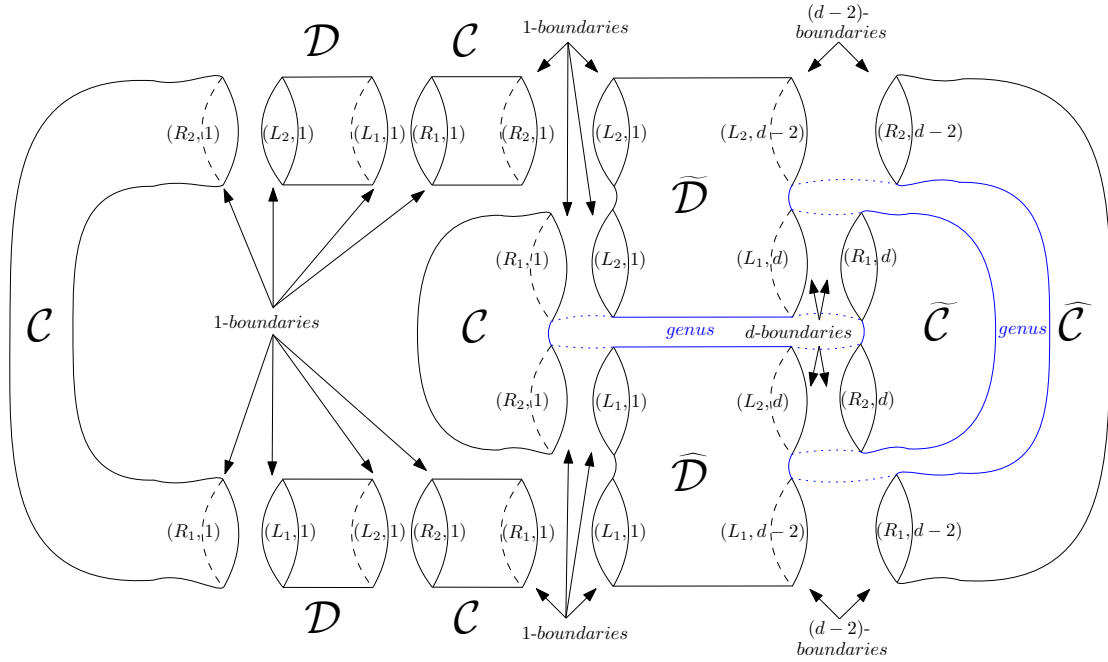 (d − 2)-
1-boundaries
boundaries
𝒟 𝒞
(R₂, 1) (L₂, 1) (L₁, 1) (R₁, 1) (R₂, 1) (L₂, 1) (L₂, d − 2) (R₂, d − 2)
𝒟̃
(R₁, 1) (L₂, 1) (L₁, d) (R₁, d)
1-boundaries
𝒞 𝒞 genus d-boundaries 𝒞̃ genus 𝒞̂
(R₂, 1) (L₁, 1) (L₂, d) (R₂, d)
𝒟̂
(R₁, 1) (L₁, 1) (L₂, 1) (R₂, 1) (R₁, 1) (L₁, 1) (L₁, d − 2) (R₁, d − 2)
𝒟 𝒞
1-boundaries
(d − 2)-
boundaries